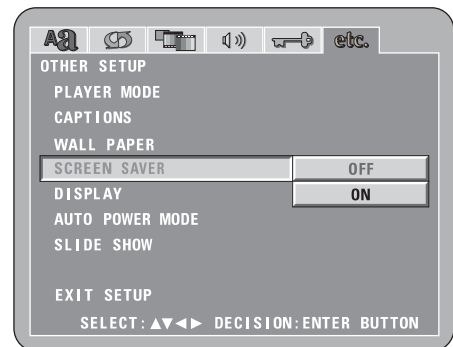 Aa etc.
OTHER SETUP
PLAYER MODE
CAPTIONS
WALL PAPER
SCREEN SAVER OFF
DISPLAY ON
AUTO POWER MODE
SLIDE SHOW
EXIT SETUP
SELECT:▲▼◄► DECISION:ENTER BUTTON